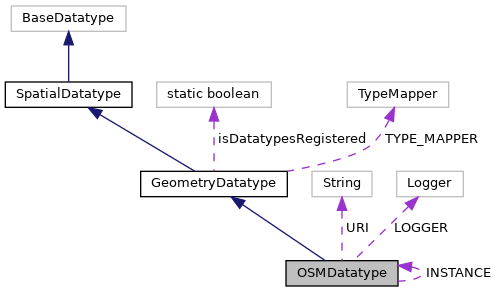 BaseDatatype
SpatialDatatype
static boolean
TypeMapper
isDatatypesRegistered
TYPE_MAPPER
GeometryDatatype
String
Logger
URI
LOGGER
OSMDatatype
INSTANCE